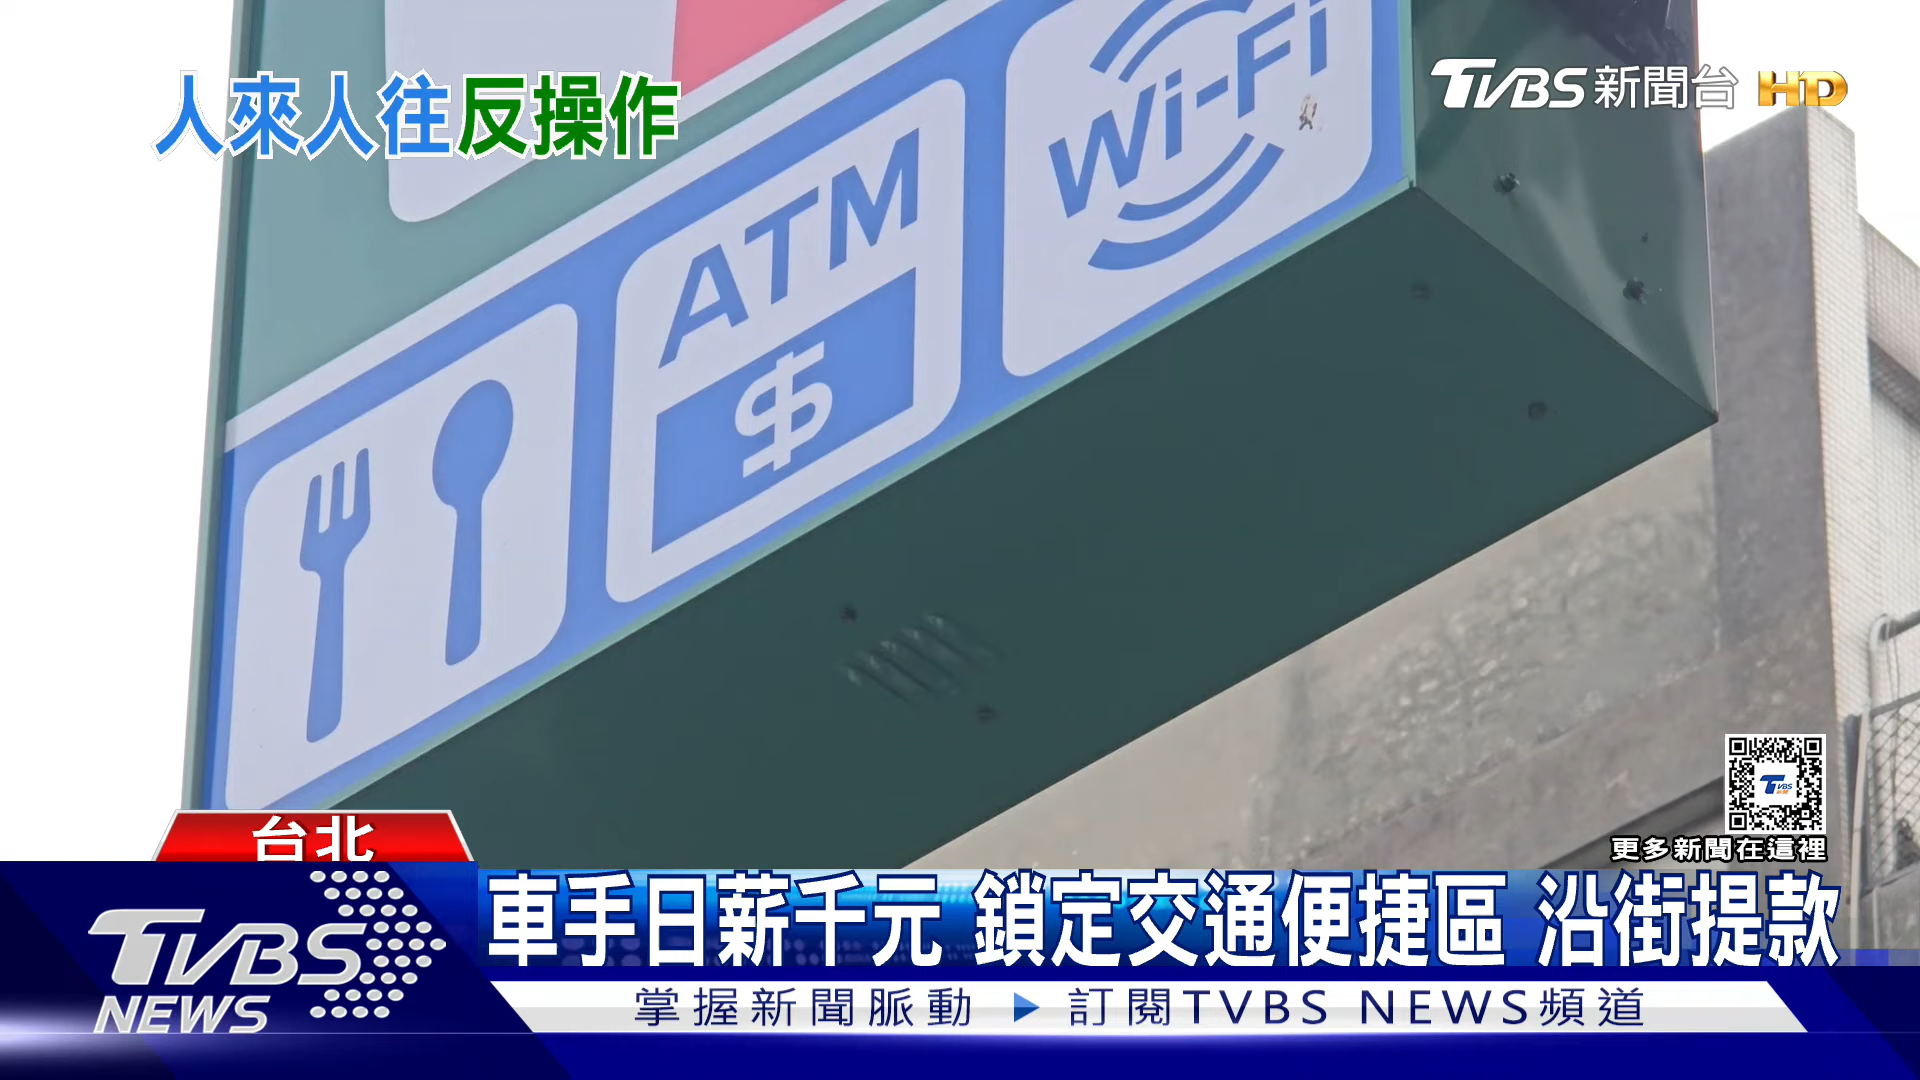 人來人往反操作
TVBS新聞台 HD
Wi-Fi
ATM
$
TVBS
新聞
更多新聞在這裡
台北
車手日薪千元 鎖定交通便捷區 沿街提款
TVBS
NEWS
掌握新聞脈動 ▶ 訂閱TVBS NEWS頻道